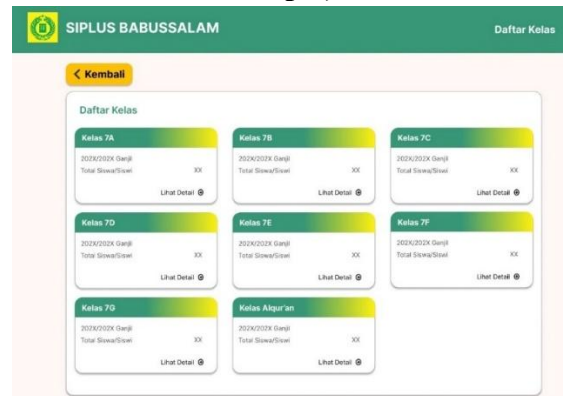 SIPLUS BABUSSALAM
Daftar Kelas
Kembali
Daftar Kelas
Kelas 7A
202X/202X Ganjil
Total Siswa/Siswi XX
Lihat Detail
Kelas 7B
202X/202X Ganjil
Total Siswa/Siswi XX
Lihat Detail
Kelas 7C
202X/202X Ganjil
Total Siswa/Siswi XX
Lihat Detail
Kelas 7D
202X/202X Ganjil
Total Siswa/Siswi XX
Lihat Detail
Kelas 7E
202X/202X Ganjil
Total Siswa/Siswi XX
Lihat Detail
Kelas 7F
202X/202X Ganjil
Total Siswa/Siswi XX
Lihat Detail
Kelas 7G
202X/202X Ganjil
Total Siswa/Siswi XX
Lihat Detail
Kelas Alqur'an
202X/202X Ganjil
Total Siswa/Siswi XX
Lihat Detail